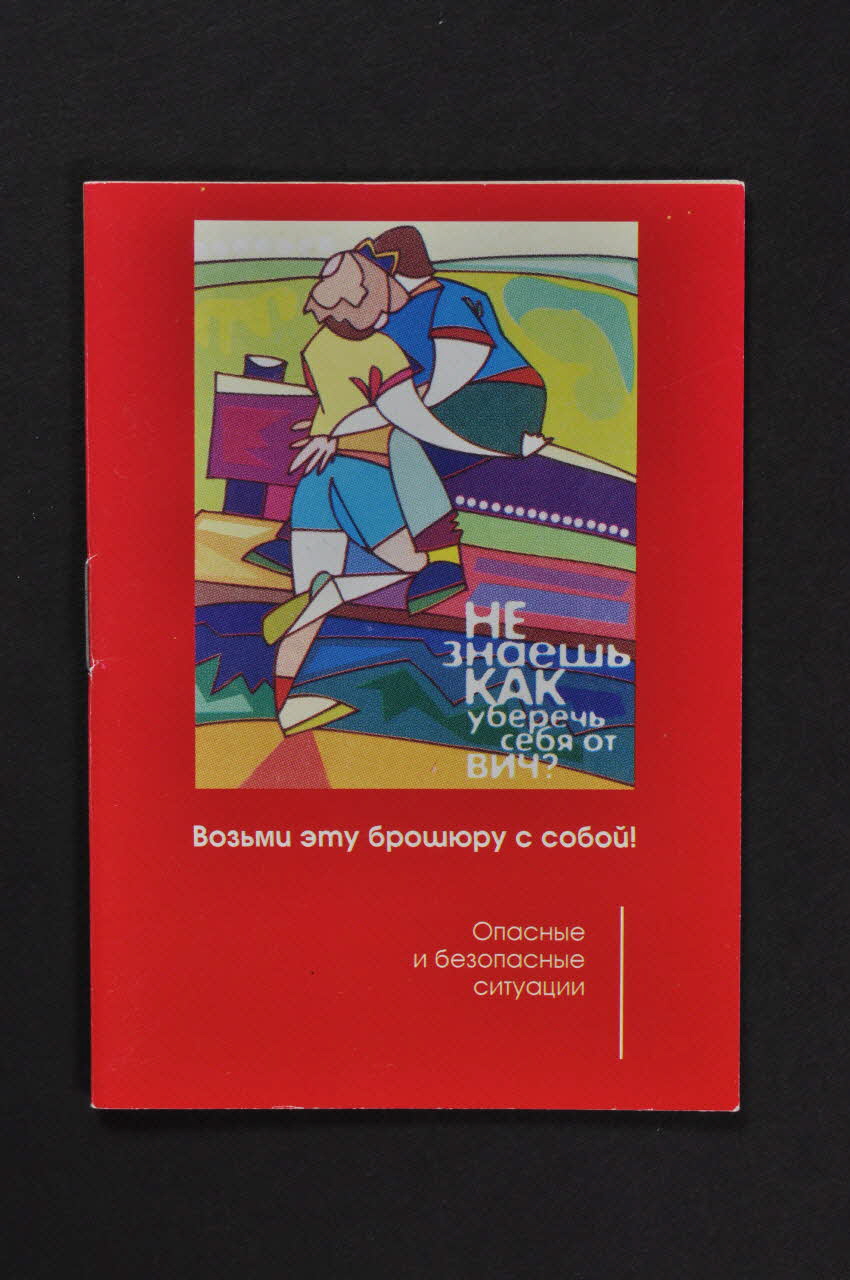 НЕ
знаешь
КАК
уберечь
себя от
ВИЧ?
Возьми эту брошюру с собой!
Опасные
и безопасные
ситуации